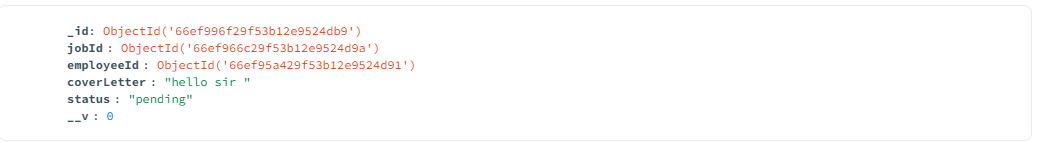 _id: ObjectId('66ef996f29f53b12e9524db9')
jobId : ObjectId('66ef966c29f53b12e9524d9a')
employeeId : ObjectId('66ef95a429f53b12e9524d91')
coverLetter : "hello sir "
status : "pending"
__v : 0